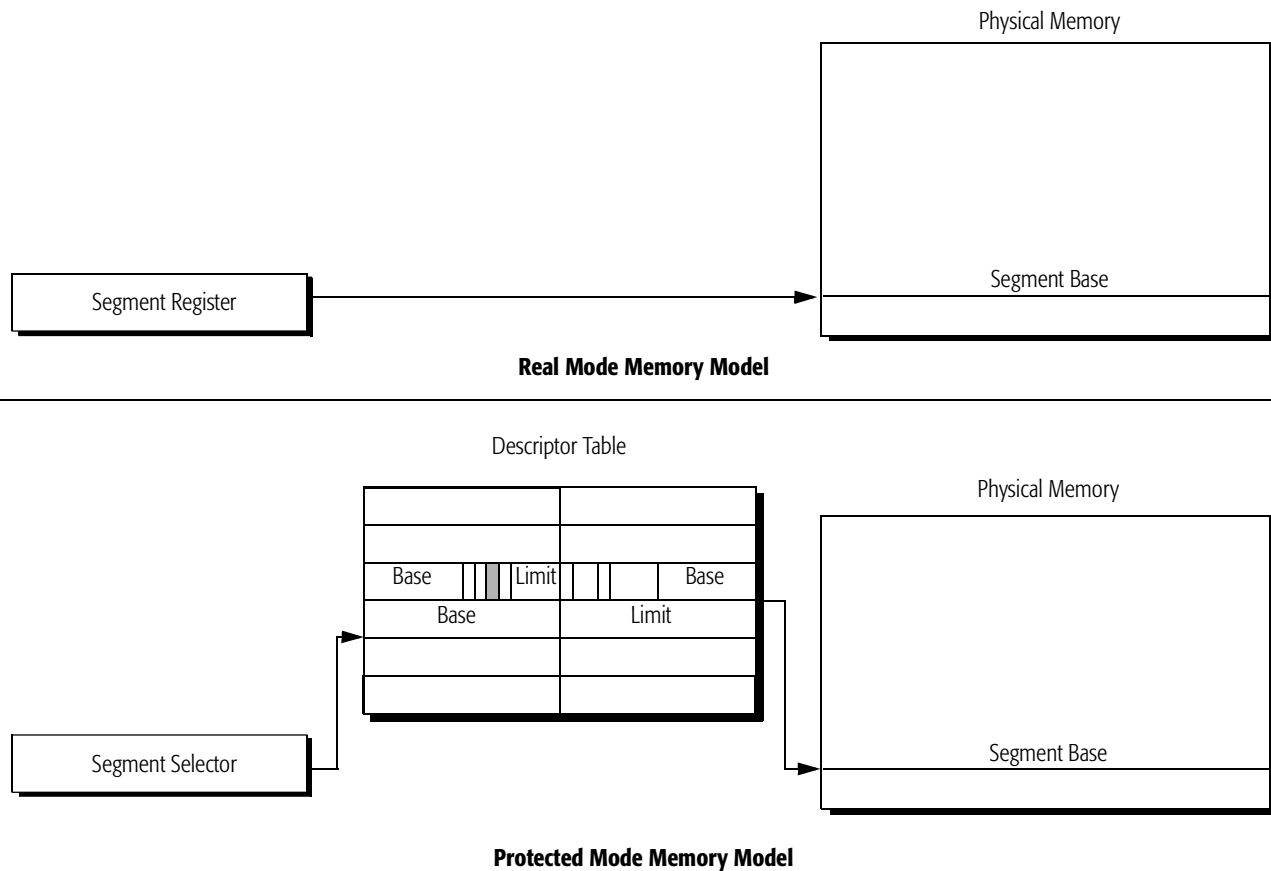 Physical Memory
Segment Base
Segment Register
Real Mode Memory Model
Descriptor Table
Physical Memory
Base Limit Base
Base Limit
Segment Base
Segment Selector
Protected Mode Memory Model